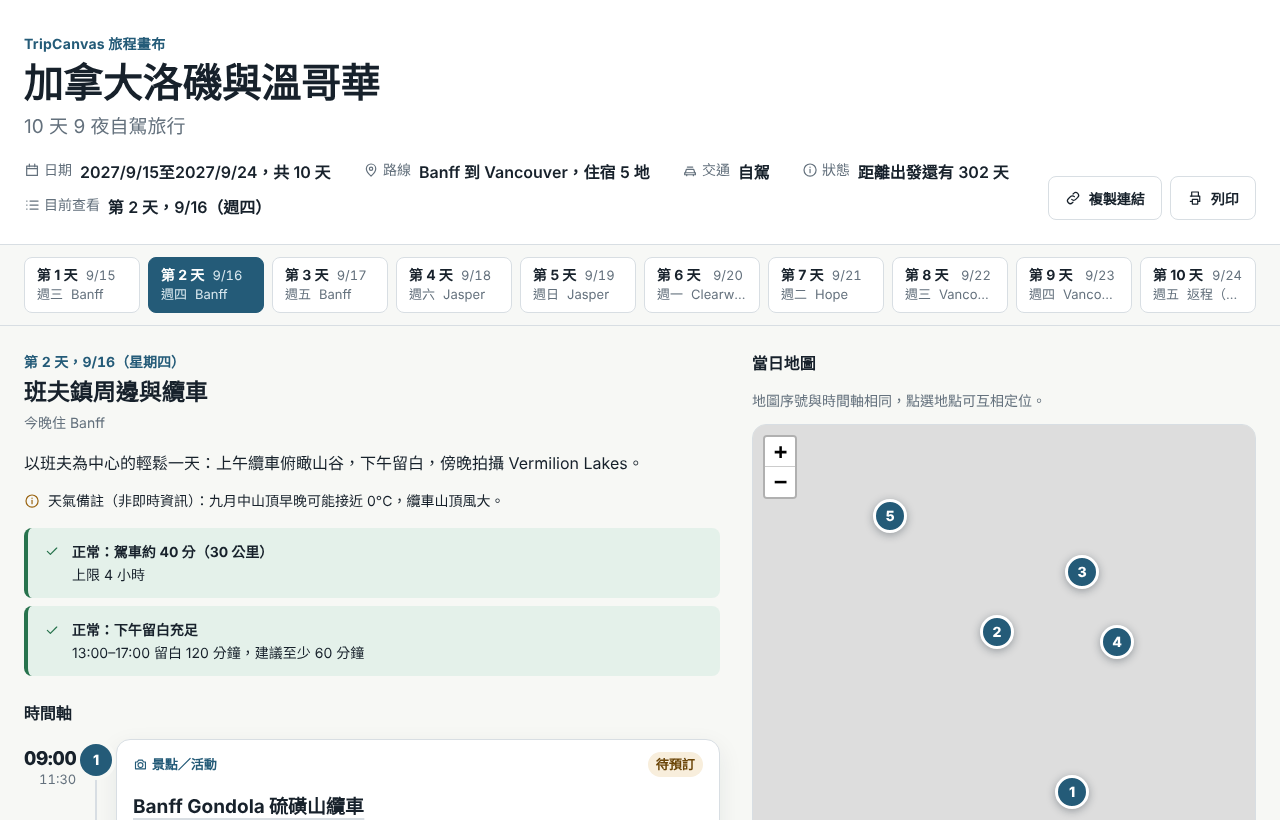 TripCanvas 旅程畫布
加拿大洛磯與溫哥華
10 天 9 夜自駕旅行
日期 2027/9/15至2027/9/24，共 10 天 路線 Banff 到 Vancouver，住宿 5 地 交通 自駕 狀態 距離出發還有 302 天
目前查看 第 2 天，9/16（週四）
複製連結 列印
第 1 天 9/15
週三 Banff
第 2 天 9/16
週四 Banff
第 3 天 9/17
週五 Banff
第 4 天 9/18
週六 Jasper
第 5 天 9/19
週日 Jasper
第 6 天 9/20
週一 Clearw...
第 7 天 9/21
週二 Hope
第 8 天 9/22
週三 Vanco...
第 9 天 9/23
週四 Vanco...
第 10 天 9/24
週五 返程（...
第 2 天，9/16（星期四）
班夫鎮周邊與纜車
今晚住 Banff
以班夫為中心的輕鬆一天：上午纜車俯瞰山谷，下午留白，傍晚拍攝 Vermilion Lakes。
天氣備註（非即時資訊）：九月中山頂早晚可能接近 0°C，纜車山頂風大。
正常：駕車約 40 分（30 公里）
上限 4 小時
正常：下午留白充足
13:00–17:00 留白 120 分鐘，建議至少 60 分鐘
時間軸
09:00
11:30
1
景點／活動
待預訂
Banff Gondola 硫磺山纜車
當日地圖
地圖序號與時間軸相同，點選地點可互相定位。
+
−
5
3
2
4
1